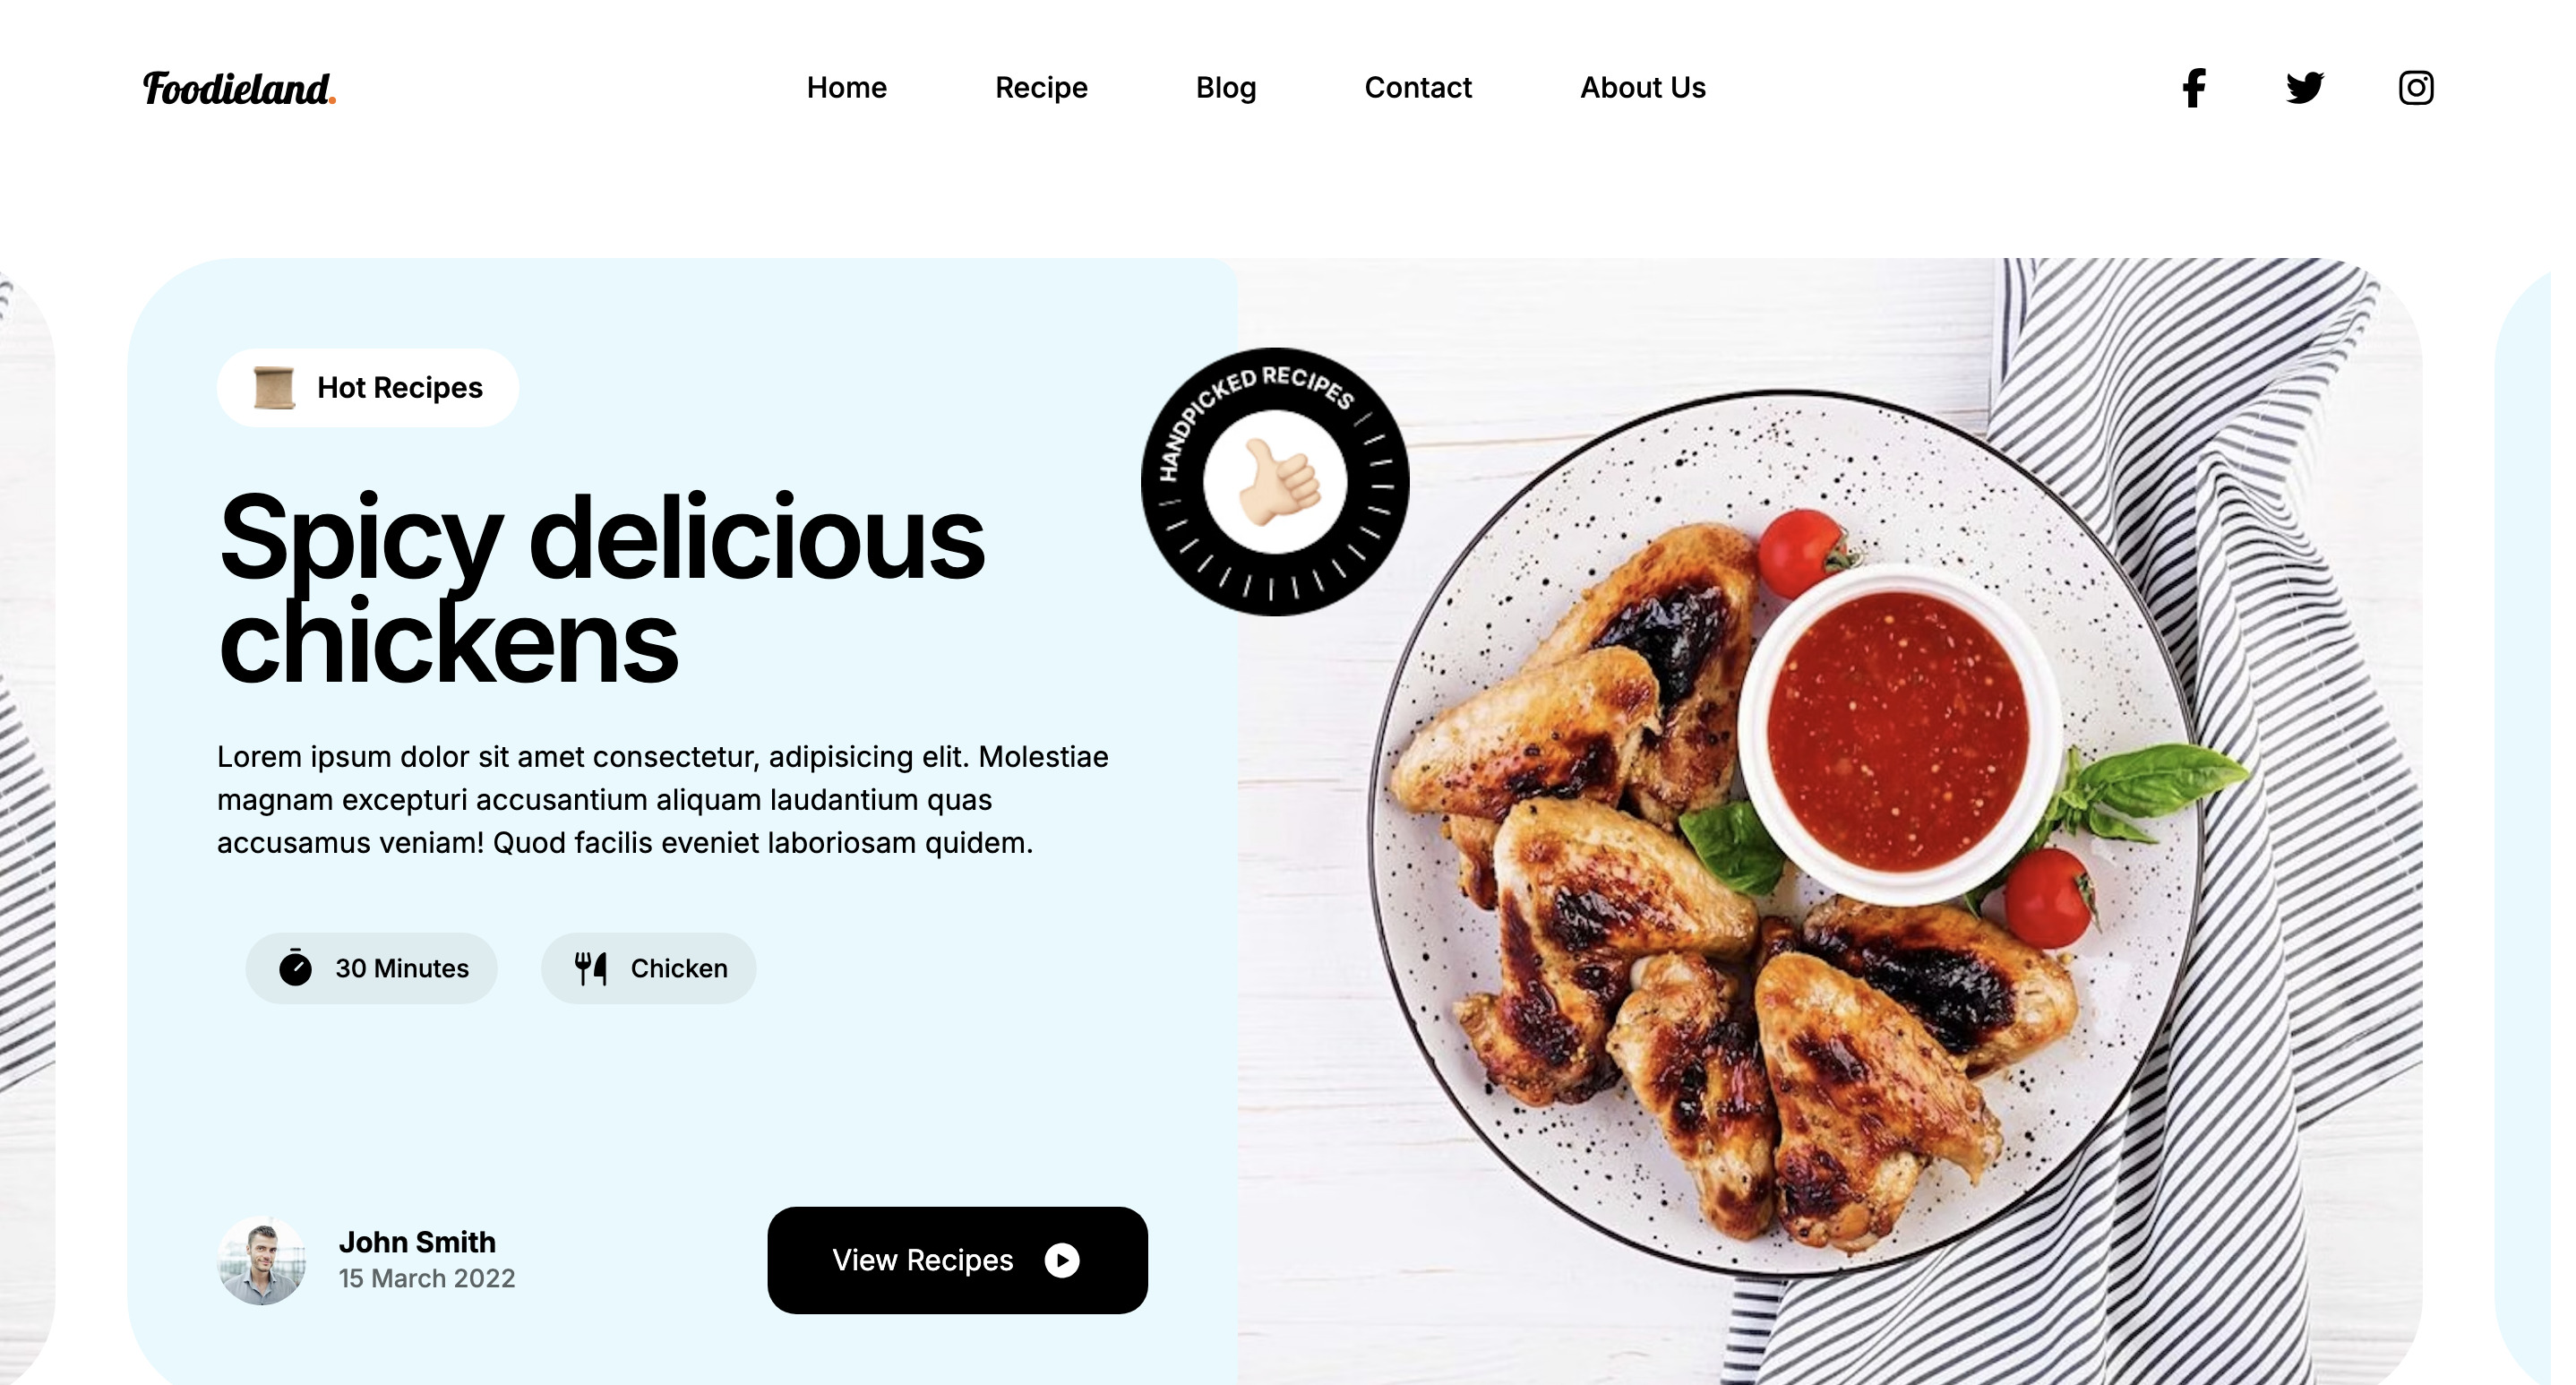 Foodieland.
Home
Recipe
Blog
Contact
About Us
Hot Recipes
HANDPICKED RECIPES
Spicy delicious
chickens
Lorem ipsum dolor sit amet consectetur, adipisicing elit. Molestiae
magnam excepturi accusantium aliquam laudantium quas
accusamus veniam! Quod facilis eveniet laboriosam quidem.
30 Minutes
Chicken
John Smith
15 March 2022
View Recipes